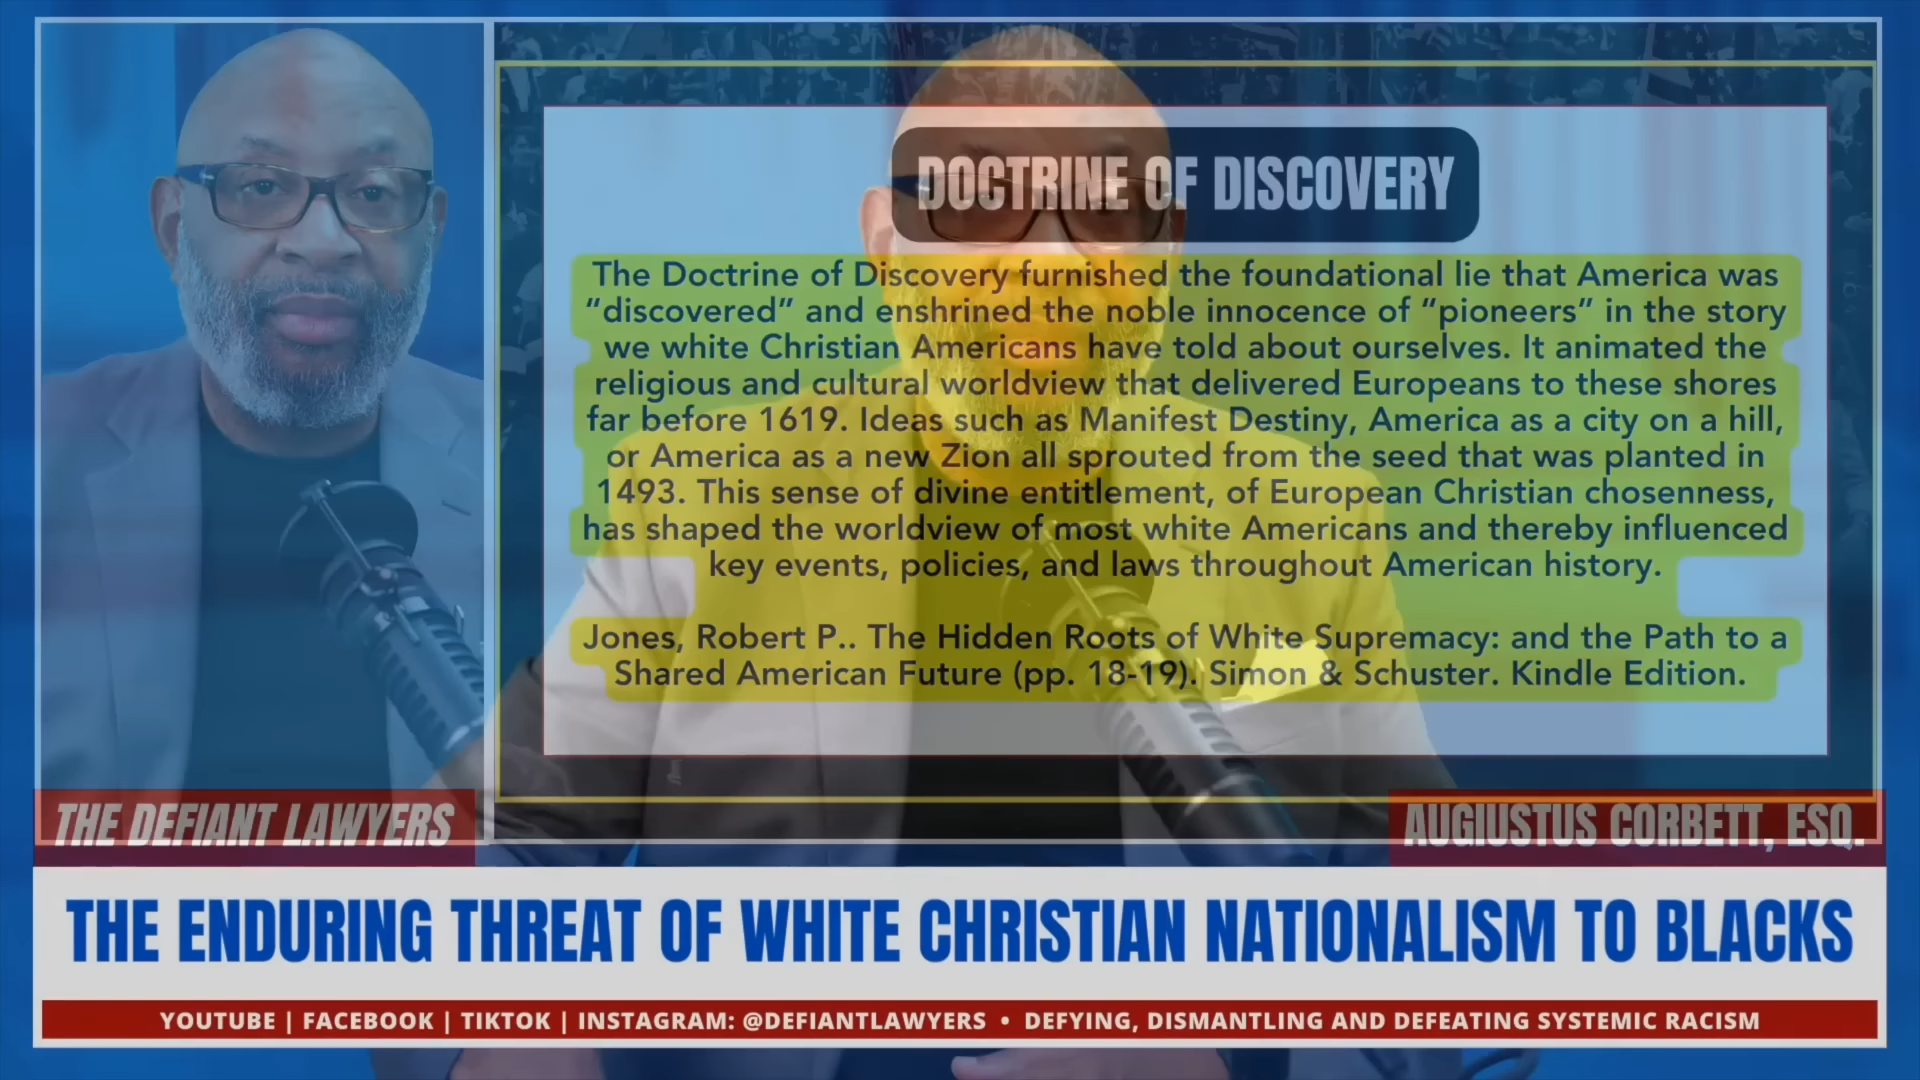 DOCTRINE OF DISCOVERY
The Doctrine of Discovery furnished the foundational lie that America was
“discovered” and enshrined the noble innocence of “pioneers” in the story
we white Christian Americans have told about ourselves. It animated the
religious and cultural worldview that delivered Europeans to these shores
far before 1619. Ideas such as Manifest Destiny, America as a city on a hill,
or America as a new Zion all sprouted from the seed that was planted in
1493. This sense of divine entitlement, of European Christian chosenness,
has shaped the worldview of most white Americans and thereby influenced
key events, policies, and laws throughout American history.
Jones, Robert P.. The Hidden Roots of White Supremacy: and the Path to a
Shared American Future (pp. 18-19). Simon & Schuster. Kindle Edition.
THE DEFIANT LAWYERS
AUGIUSTUS CORBETT, ESQ.
THE ENDURING THREAT OF WHITE CHRISTIAN NATIONALISM TO BLACKS
YOUTUBE | FACEBOOK | TIKTOK | INSTAGRAM: @DEFIANTLAWYERS • DEFYING, DISMANTLING AND DEFEATING SYSTEMIC RACISM